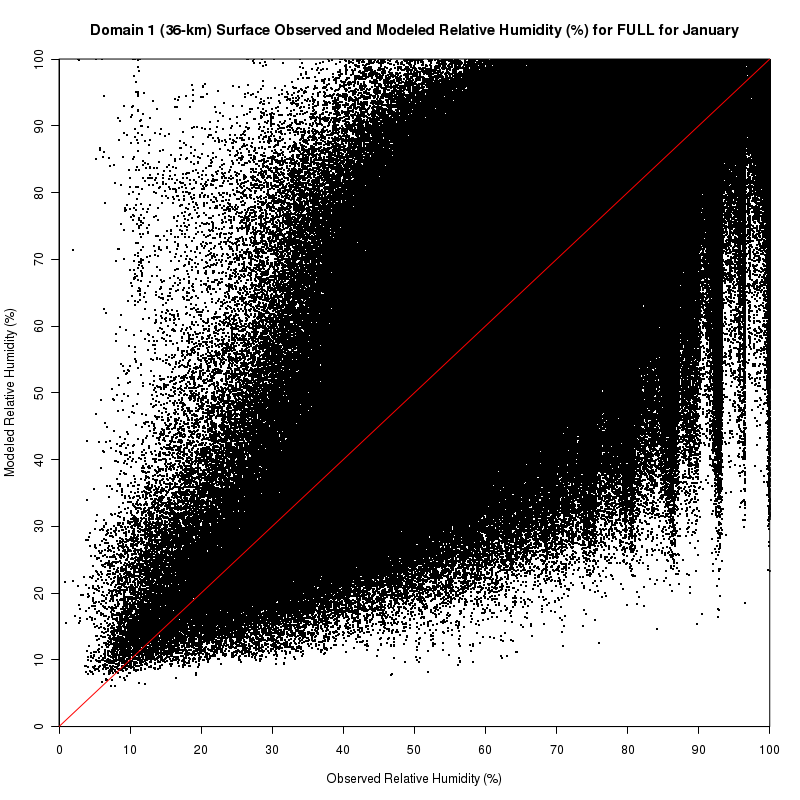 Domain 1 (36-km) Surface Observed and Modeled Relative Humidity (%) for FULL for January
Modeled Relative Humidity (%)
100
90
80
70
60
50
40
30
20
10
0
0 10 20 30 40 50 60 70 80 90 100
Observed Relative Humidity (%)